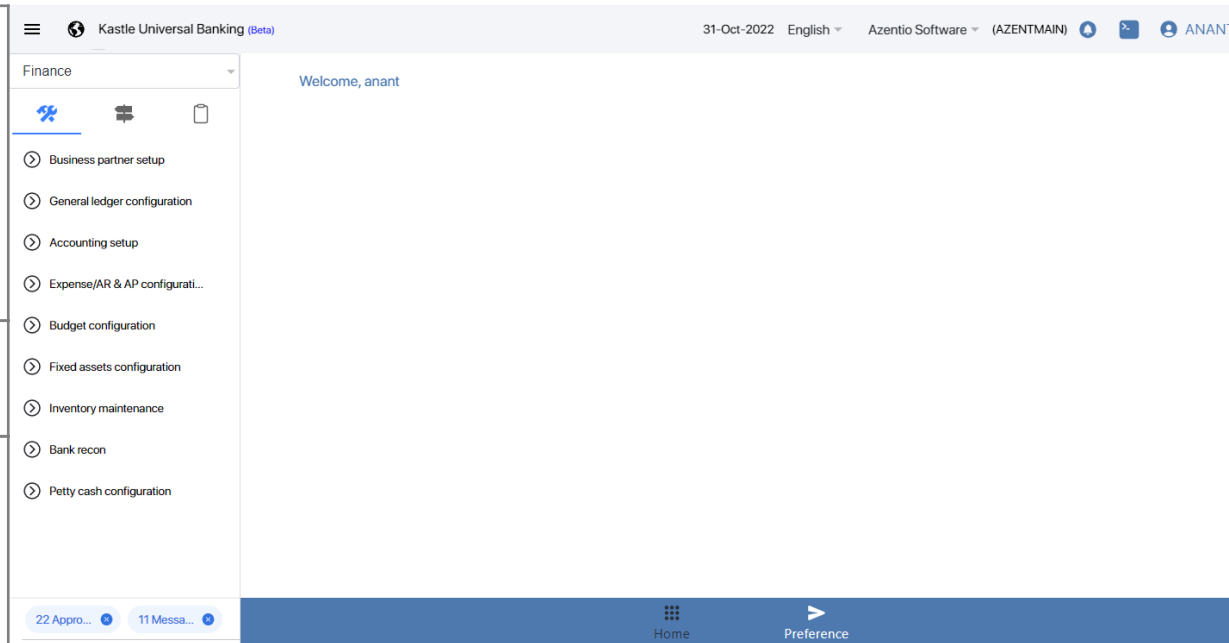 Kastle Universal Banking (Beta)
31-Oct-2022 English Azentio Software (AZENTMAIN) ANANT
Finance
Welcome, anant
Business partner setup
General ledger configuration
Accounting setup
Expense/AR & AP configurati...
Budget configuration
Fixed assets configuration
Inventory maintenance
Bank recon
Petty cash configuration
22 Appro... 11 Messa...
Home Preference